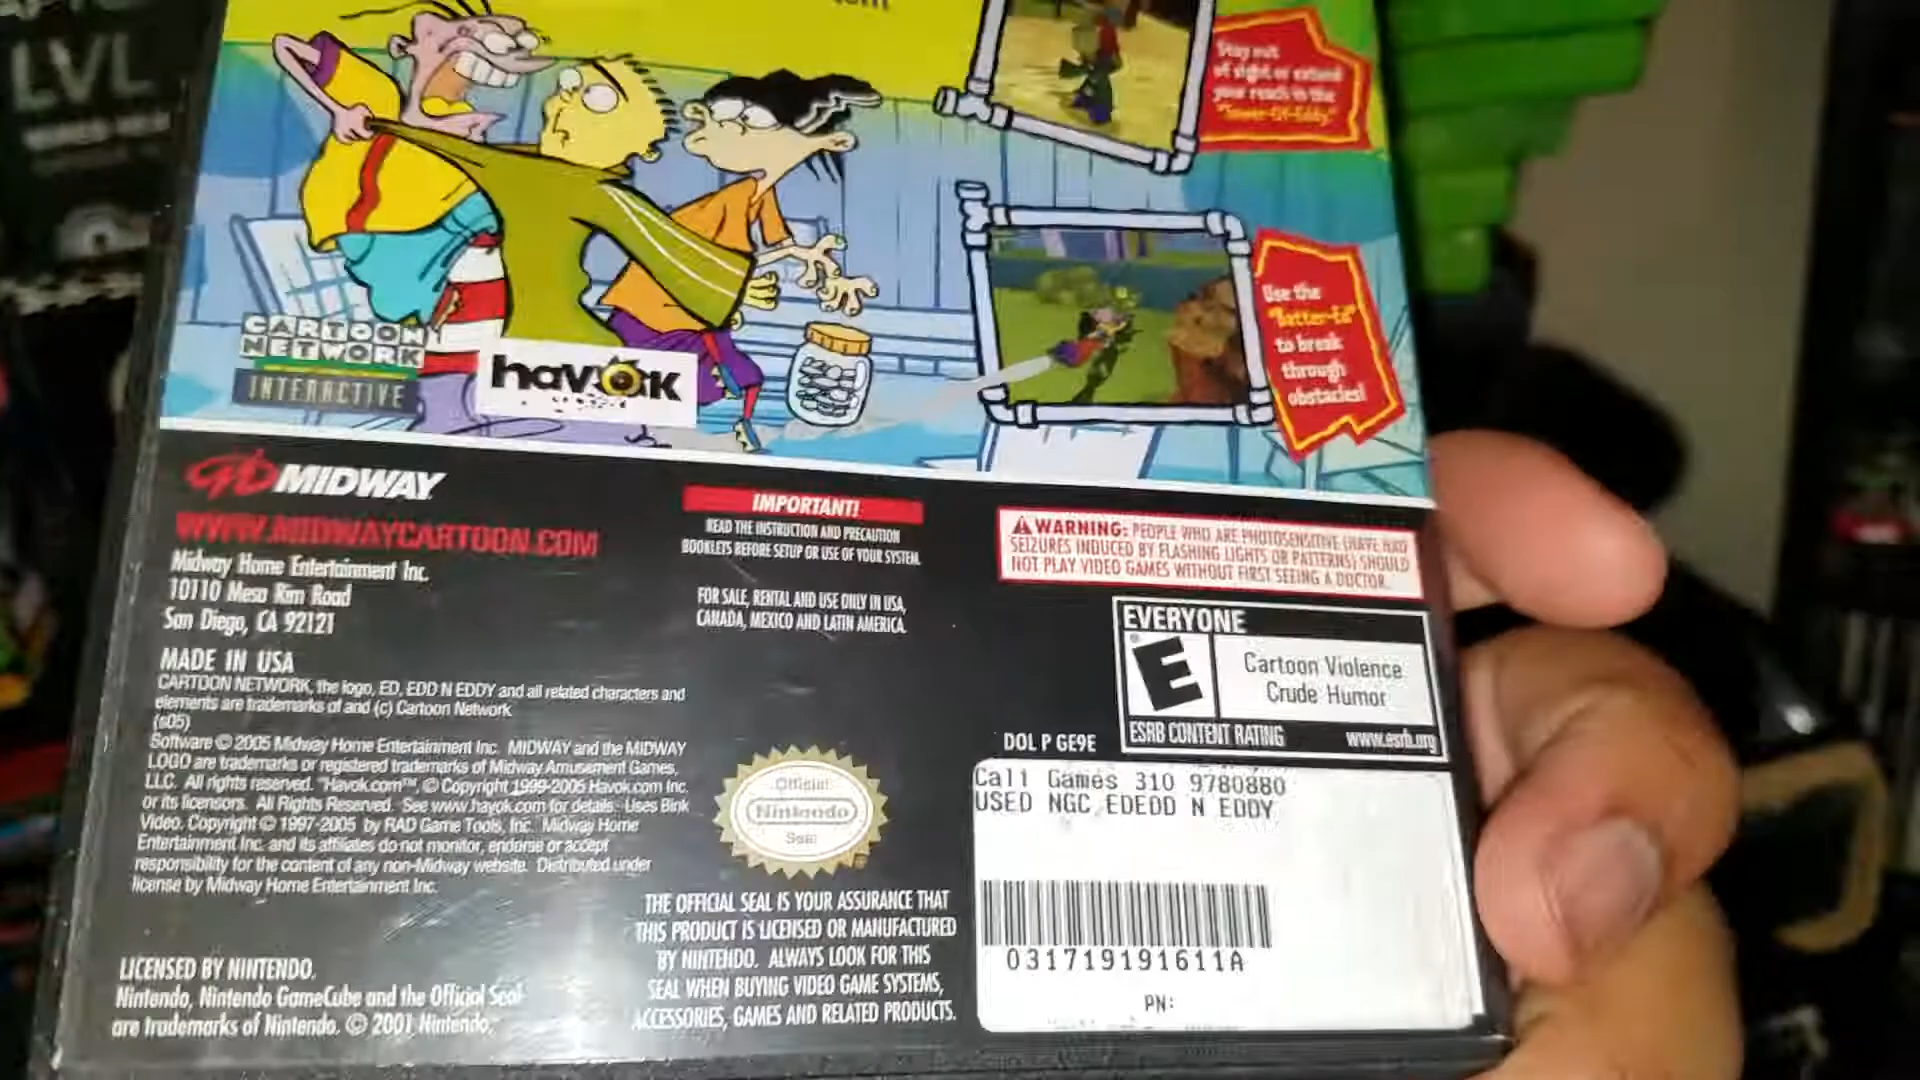 LVL
Stay out
of sight or extend
your reach in the
"Tower-Of-Eddy"
Use the
"Batter-Ed"
to break
through
obstacles!
CARTOON
NETWORK
INTERACTIVE
havok
MIDWAY
WWW.MIDWAYCARTOON.COM
Midway Home Entertainment Inc.
10110 Mesa Rim Road
San Diego, CA 92121
MADE IN USA
CARTOON NETWORK, the logo, ED, EDD N EDDY and all related characters and
elements are trademarks of and (c) Cartoon Network.
(s05)
Software © 2005 Midway Home Entertainment Inc. MIDWAY and the MIDWAY
LOGO are trademarks or registered trademarks of Midway Amusement Games,
LLC. All rights reserved. "Havok.com™, © Copyright 1999-2005 Havok.com Inc.
or its licensors. All Rights Reserved. See www.havok.com for details. Uses Bink
Video. Copyright © 1997-2005 by RAD Game Tools, Inc. Midway Home
Entertainment Inc. and its affiliates do not monitor, endorse or accept
responsibility for the content of any non-Midway website. Distributed under
license by Midway Home Entertainment Inc.
LICENSED BY NINTENDO.
Nintendo, Nintendo GameCube and the Official Seal
are trademarks of Nintendo. © 2001 Nintendo.
IMPORTANT!
READ THE INSTRUCTION AND PRECAUTION
BOOKLETS BEFORE SETUP OR USE OF YOUR SYSTEM.
FOR SALE, RENTAL AND USE ONLY IN USA,
CANADA, MEXICO AND LATIN AMERICA.
Official
Nintendo
Seal
THE OFFICIAL SEAL IS YOUR ASSURANCE THAT
THIS PRODUCT IS LICENSED OR MANUFACTURED
BY NINTENDO. ALWAYS LOOK FOR THIS
SEAL WHEN BUYING VIDEO GAME SYSTEMS,
ACCESSORIES, GAMES AND RELATED PRODUCTS.
WARNING: PEOPLE WHO ARE PHOTOSENSITIVE (HAVE HAD
SEIZURES INDUCED BY FLASHING LIGHTS OR PATTERNS) SHOULD
NOT PLAY VIDEO GAMES WITHOUT FIRST SEEING A DOCTOR.
EVERYONE
E
Cartoon Violence
Crude Humor
ESRB CONTENT RATING www.esrb.org
DOL P GE9E
Cali Games 310 9780880
USED NGC EDEDD N EDDY
031719191611A
PN: